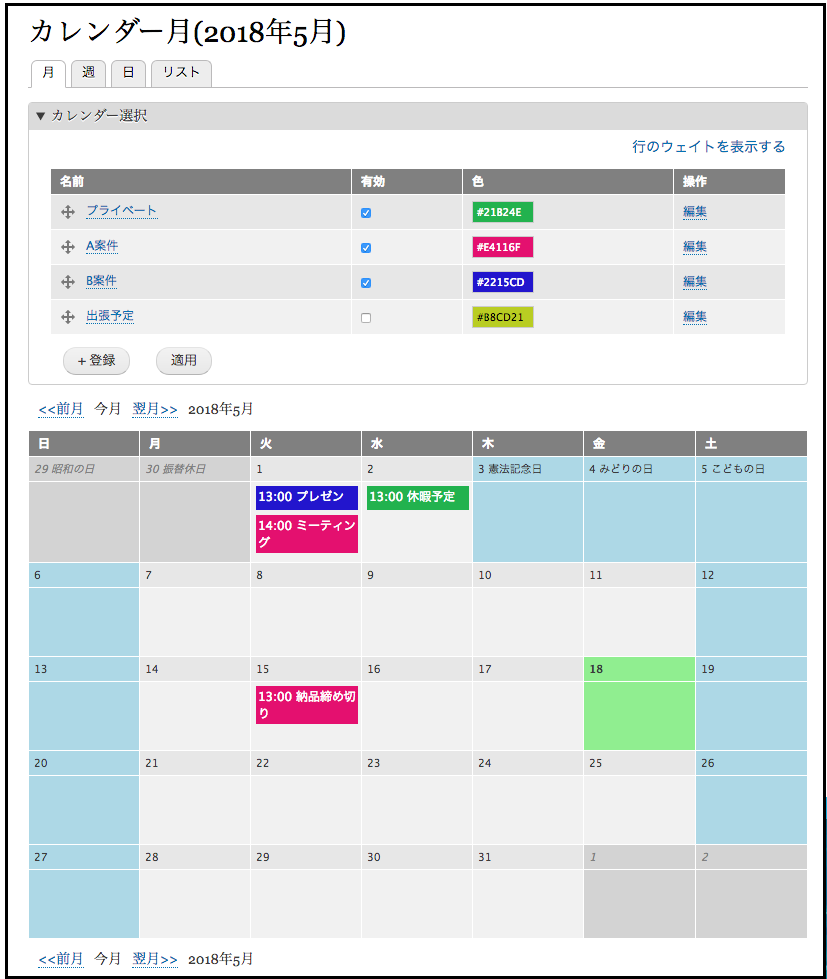 カレンダー月(2018年5月)
月 週 日 リスト
▼ カレンダー選択
行のウェイトを表示する
名前 有効 色 操作
プライベート #21B24E 編集
A案件 #E4116F 編集
B案件 #2215CD 編集
出張予定 #B8CD21 編集
+ 登録 適用
<<前月 今月 翌月>> 2018年5月
日 月 火 水 木 金 土
29 昭和の日 30 振替休日 1 2 3 憲法記念日 4 みどりの日 5 こどもの日
13:00 プレゼン 13:00 休暇予定
14:00 ミーティン
グ
6 7 8 9 10 11 12
13 14 15 16 17 18 19
13:00 納品締め切
り
20 21 22 23 24 25 26
27 28 29 30 31 1 2
<<前月 今月 翌月>> 2018年5月